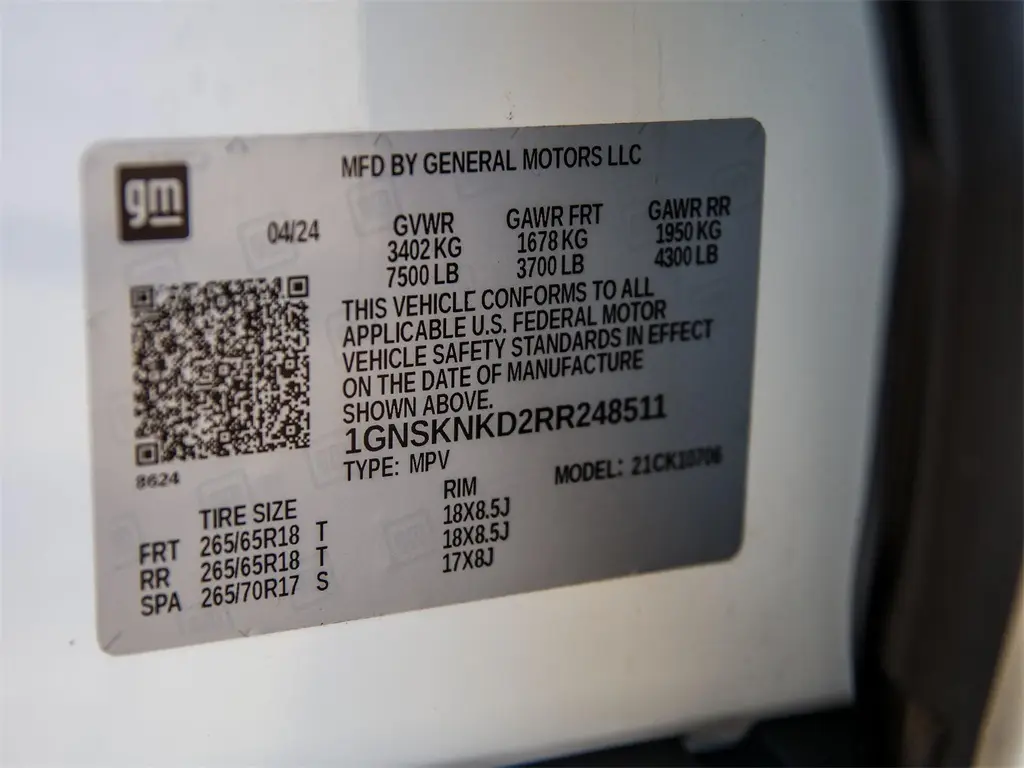 gm
MFD BY GENERAL MOTORS LLC
04/24
GVWR GAWR FRT GAWR RR
3402 KG 1678 KG 1950 KG
7500 LB 3700 LB 4300 LB
THIS VEHICLE CONFORMS TO ALL
APPLICABLE U.S. FEDERAL MOTOR
VEHICLE SAFETY STANDARDS IN EFFECT
ON THE DATE OF MANUFACTURE
SHOWN ABOVE.
1GNSKNKD2RR248511
TYPE: MPV MODEL: 21CK10706
8624
TIRE SIZE RIM
FRT 265/65R18 T 18X8.5J
RR 265/65R18 T 18X8.5J
SPA 265/70R17 S 17X8J